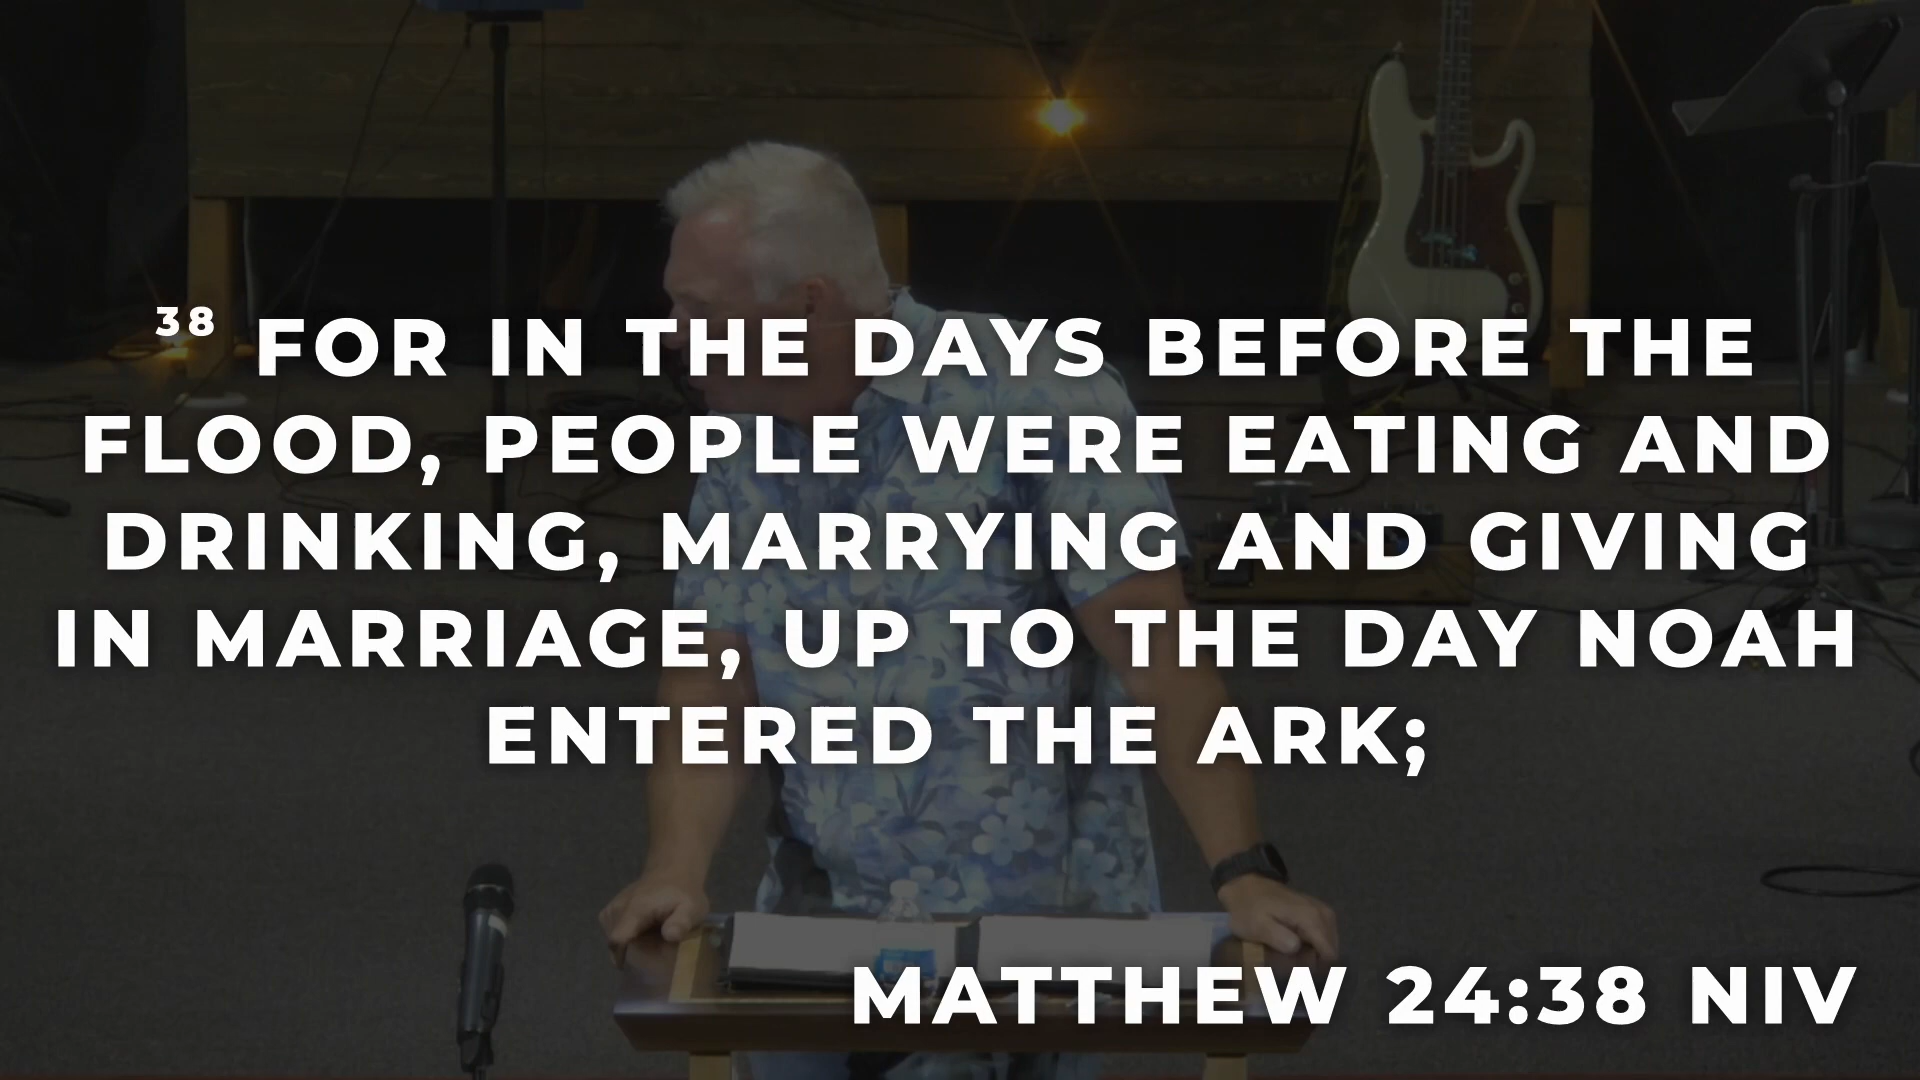 38 FOR IN THE DAYS BEFORE THE
FLOOD, PEOPLE WERE EATING AND
DRINKING, MARRYING AND GIVING
IN MARRIAGE, UP TO THE DAY NOAH
ENTERED THE ARK;
MATTHEW 24:38 NIV